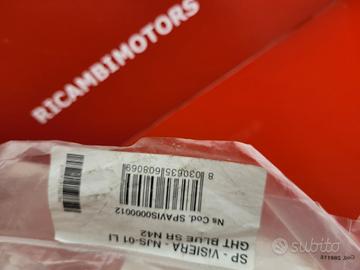 RICAMBIMOTORS
SP - VISIERA - NJS-01 LI
GHT BLUE SR N42
Ns Cod. SPAVIS0000012
8 030635 608069
subito